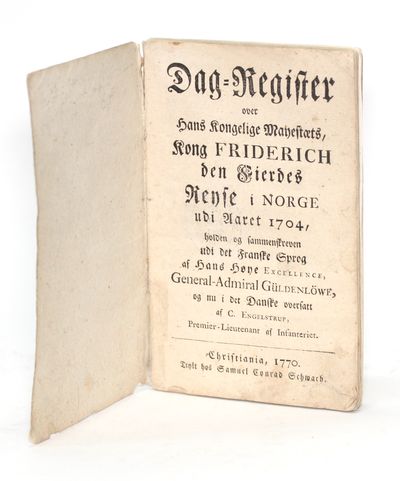 Dag-Register
over
Hans Kongelige Mayestæts,
Kong FRIDERICH
den Fierdes
Reyse i NORGE
udi Aaret 1704,
holden og sammenskreven
udi det Franske Sprog
af Hans Høye EXCELLENCE,
General-Admiral GÜLDENLÖWE,
og nu i det Danske oversatt
af C. ENGELSTRUP,
Premier-Lieutenant af Infanteriet.
Christiania, 1770.
Trykt hos Samuel Conrad Schwach.